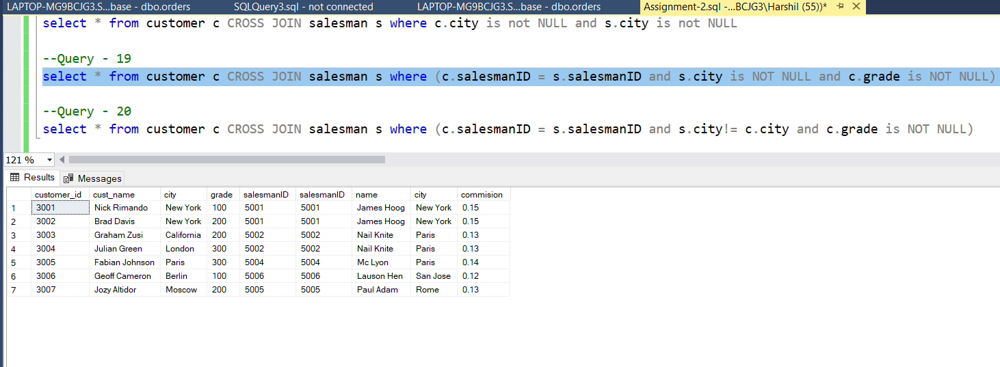 LAPTOP-MG9BCJG3.S...base - dbo.orders SQLQuery3.sql - not connected LAPTOP-MG9BCJG3.S...base - dbo.orders Assignment-2.sql -...BCJG3\Harshil (55))*
select * from customer c CROSS JOIN salesman s where c.city is not NULL and s.city is not NULL
--Query - 19
select * from customer c CROSS JOIN salesman s where (c.salesmanID = s.salesmanID and s.city is NOT NULL and c.grade is NOT NULL)
--Query - 20
select * from customer c CROSS JOIN salesman s where (c.salesmanID = s.salesmanID and s.city!= c.city and c.grade is NOT NULL)
121 %
Results Messages
customer_id cust_name city grade salesmanID salesmanID name city commision
1 3001 Nick Rimando New York 100 5001 5001 James Hoog New York 0.15
2 3002 Brad Davis New York 200 5001 5001 James Hoog New York 0.15
3 3003 Graham Zusi California 200 5002 5002 Nail Knite Paris 0.13
4 3004 Julian Green London 300 5002 5002 Nail Knite Paris 0.13
5 3005 Fabian Johnson Paris 300 5004 5004 Mc Lyon Paris 0.14
6 3006 Geoff Cameron Berlin 100 5006 5006 Lauson Hen San Jose 0.12
7 3007 Jozy Altidor Moscow 200 5005 5005 Paul Adam Rome 0.13